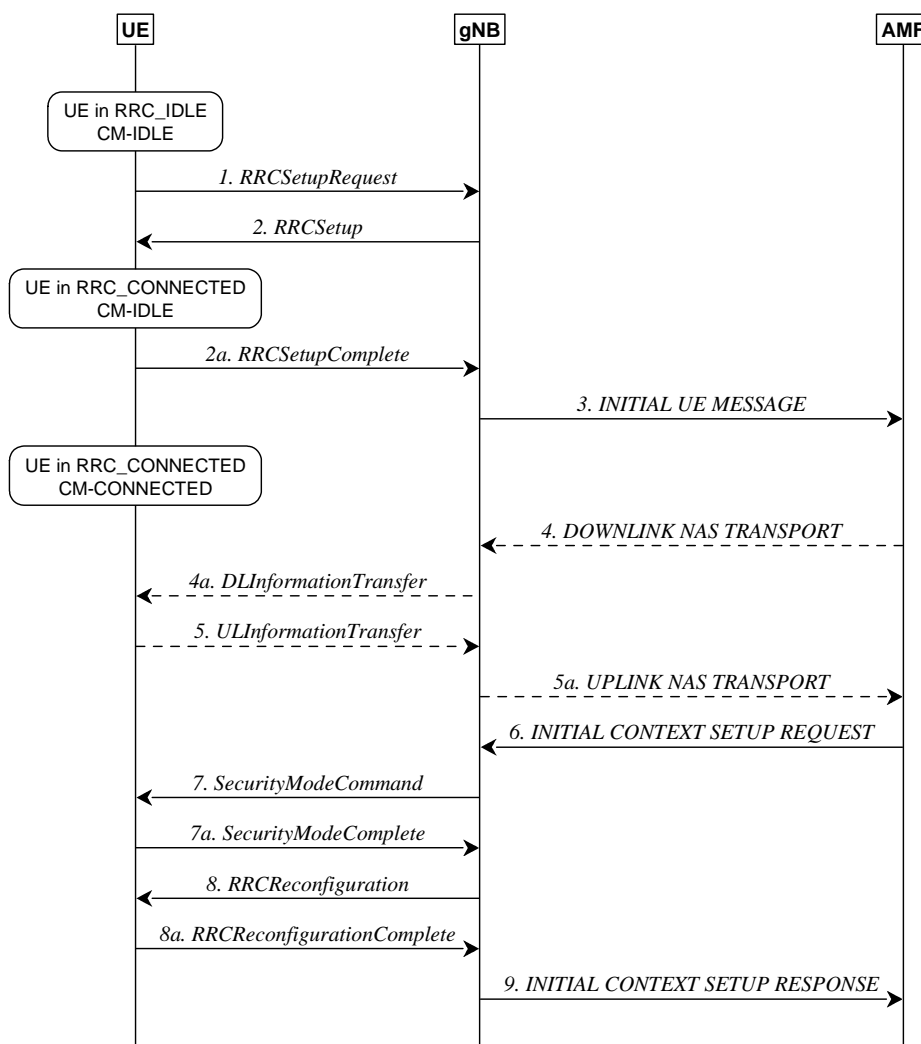 UE
gNB
AMF
UE in RRC_IDLE
CM-IDLE
1. RRCSetupRequest
2. RRCSetup
UE in RRC_CONNECTED
CM-IDLE
2a. RRCSetupComplete
3. INITIAL UE MESSAGE
UE in RRC_CONNECTED
CM-CONNECTED
4. DOWNLINK NAS TRANSPORT
4a. DLInformationTransfer
5. ULInformationTransfer
5a. UPLINK NAS TRANSPORT
6. INITIAL CONTEXT SETUP REQUEST
7. SecurityModeCommand
7a. SecurityModeComplete
8. RRCReconfiguration
8a. RRCReconfigurationComplete
9. INITIAL CONTEXT SETUP RESPONSE